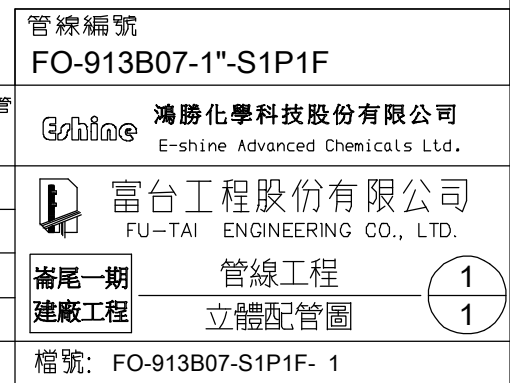 管線編號
FO-913B07-1"-S1P1F
管
Eshine 鴻勝化學科技股份有限公司
E-shine Advanced Chemicals Ltd.
富台工程股份有限公司
FU-TAI ENGINEERING CO., LTD.
崙尾一期
建廠工程
管線工程
立體配管圖
1
1
檔號: FO-913B07-S1P1F- 1